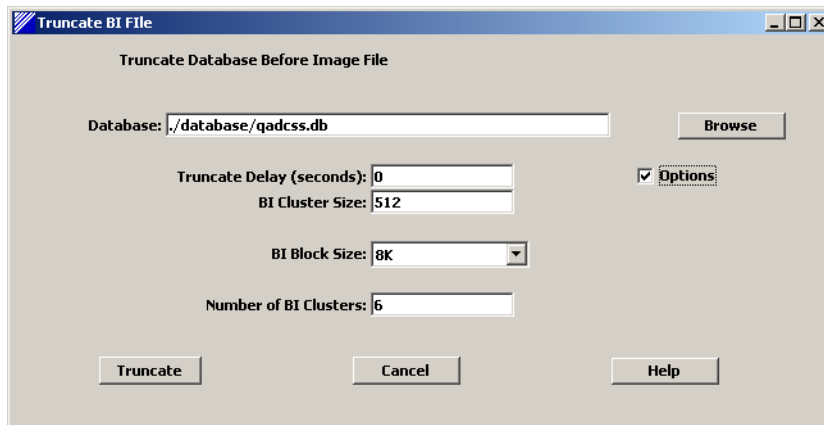 Truncate BI FIle
Truncate Database Before Image File
Database: ./database/qadcss.db Browse
Truncate Delay (seconds): 0 Options
BI Cluster Size: 512
BI Block Size: 8K
Number of BI Clusters: 6
Truncate Cancel Help